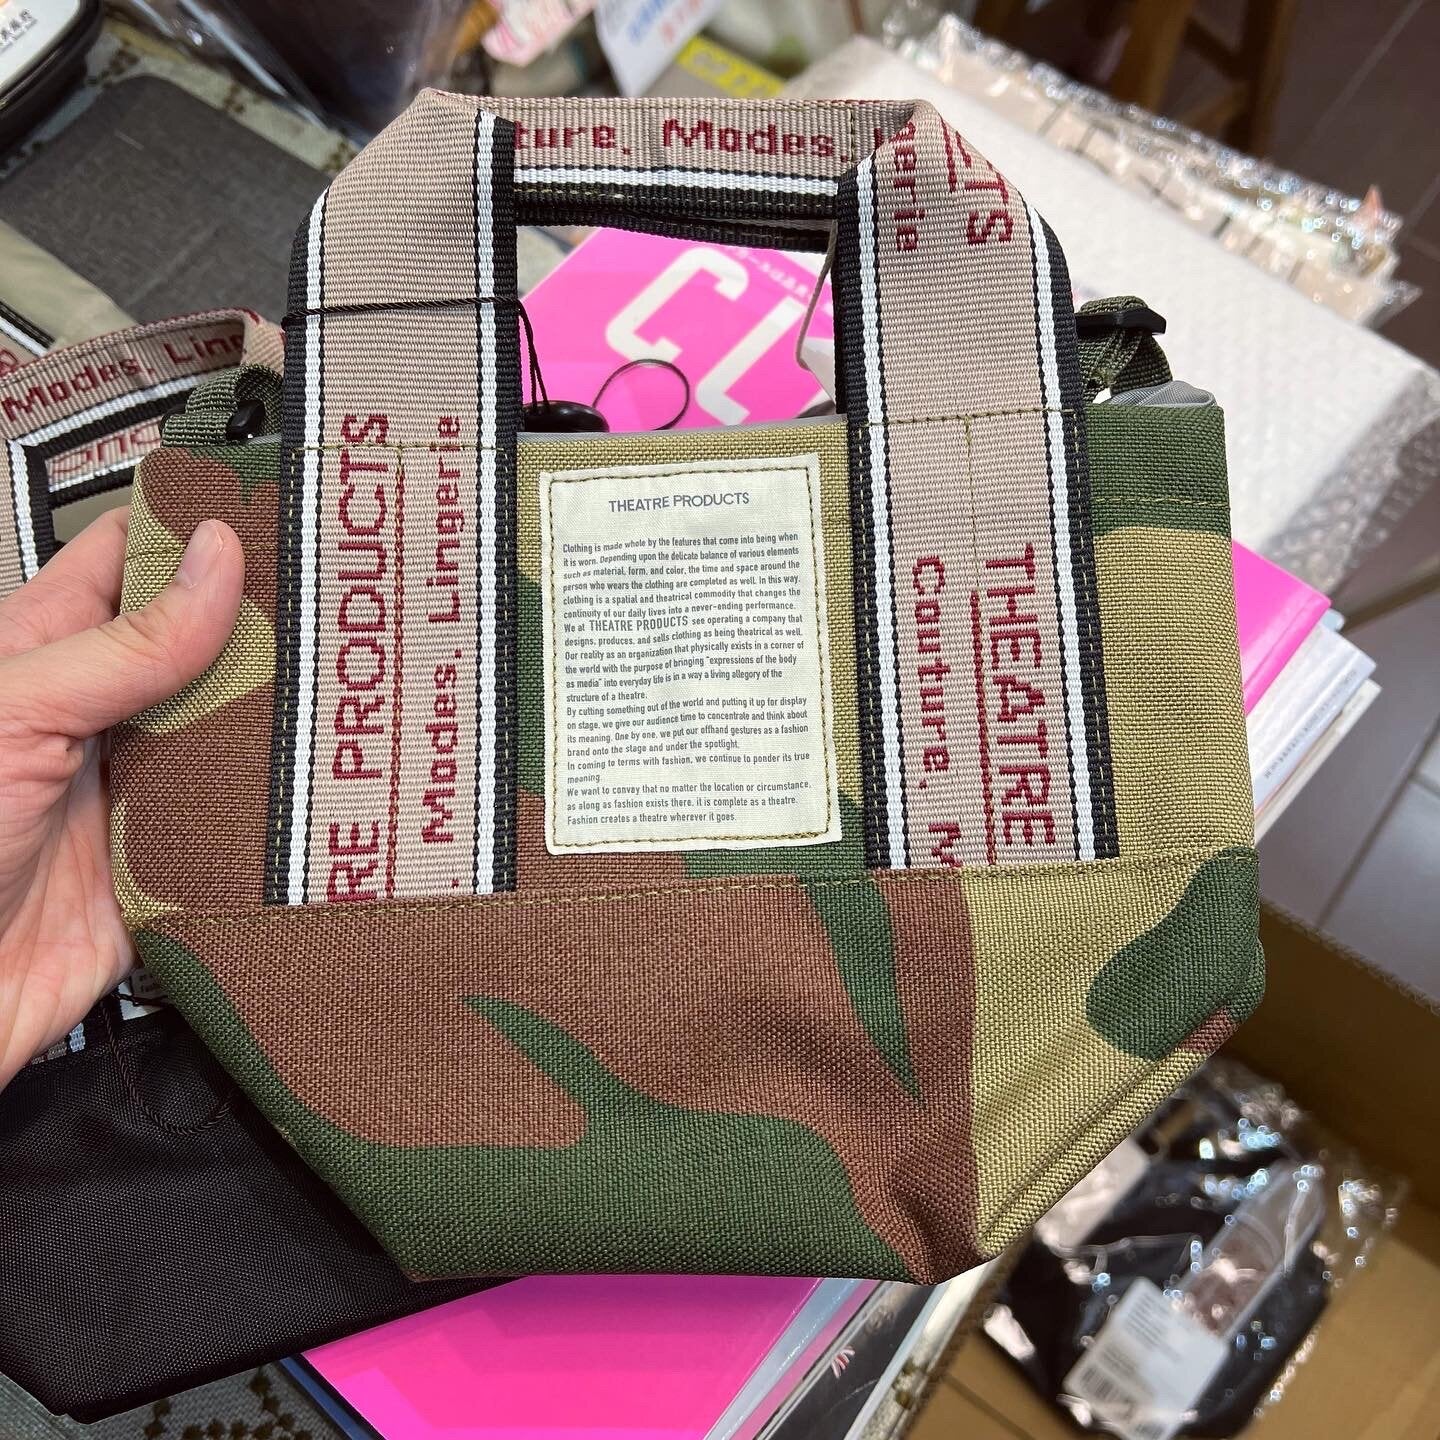 ture. Modes. L
gerie
CTS
Modes. Ling
PRODUCTS
RE PRODUCTS
. Modes. Lingerie
THEATRE
Couture. M
CL
THEATRE PRODUCTS
Clothing is made whole by the features that come into being when
it is worn. Depending upon the delicate balance of various elements
such as material, form, and color, the time and space around the
person who wears the clothing are completed as well. In this way,
clothing is a spatial and theatrical commodity that changes the
continuity of our daily lives into a never-ending performance.
We at THEATRE PRODUCTS see operating a company that
designs, produces, and sells clothing as being theatrical as well.
Our reality as an organization that physically exists in a corner of
the world with the purpose of bringing "expressions of the body
as media" into everyday life is in a way a living allegory of the
structure of a theatre.
By cutting something out of the world and putting it up for display
on stage, we give our audience time to concentrate and think about
its meaning. One by one, we put our offhand gestures as a fashion
brand onto the stage and under the spotlight.
In coming to terms with fashion, we continue to ponder its true
meaning.
We want to convay that no matter the location or circumstance,
as along as fashion exists there, it is complete as a theatre.
Fashion creates a theatre wherever it goes.